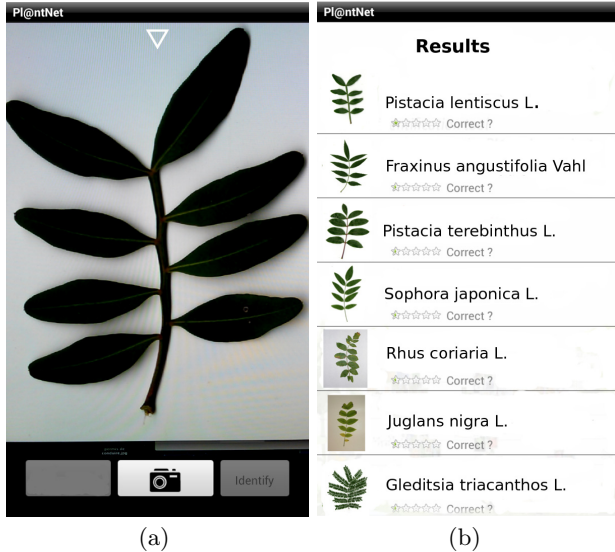 Pl@ntNet
Identify
(a)
Pl@ntNet
Results
Pistacia lentiscus L.
Correct ?
Fraxinus angustifolia Vahl
Correct ?
Pistacia terebinthus L.
Correct ?
Sophora japonica L.
Correct ?
Rhus coriaria L.
Correct ?
Juglans nigra L.
Correct ?
Gleditsia triacanthos L.
Correct ?
(b)